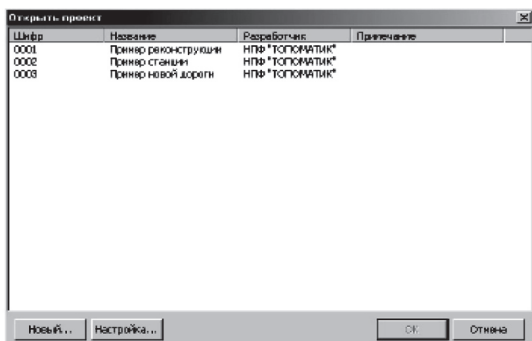 Открыть проект
Шифр Название Разработчик Примечание
0001 Пример реконструкции НПФ "ТОПОМАТИК"
0002 Пример станции НПФ "ТОПОМАТИК"
0003 Пример новой дороги НПФ "ТОПОМАТИК"
Новый... Настройка... OK Отмена